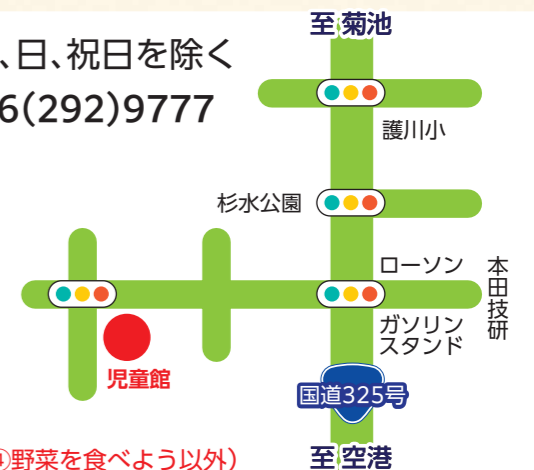 至 菊池
、日、祝日を除く
6(292)9777
護川小
杉水公園
ローソン
本田技研
ガソリン
スタンド
児童館
国道325号
④野菜を食べよう以外)
至 空港